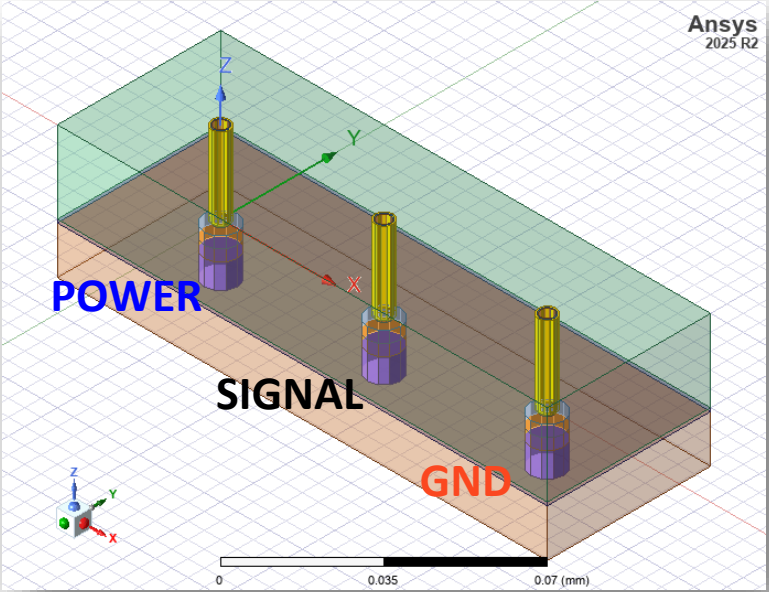 Ansys
2025 R2
Z
Y
X
POWER
SIGNAL
GND
Z
Y
X
0
0.035
0.07 (mm)